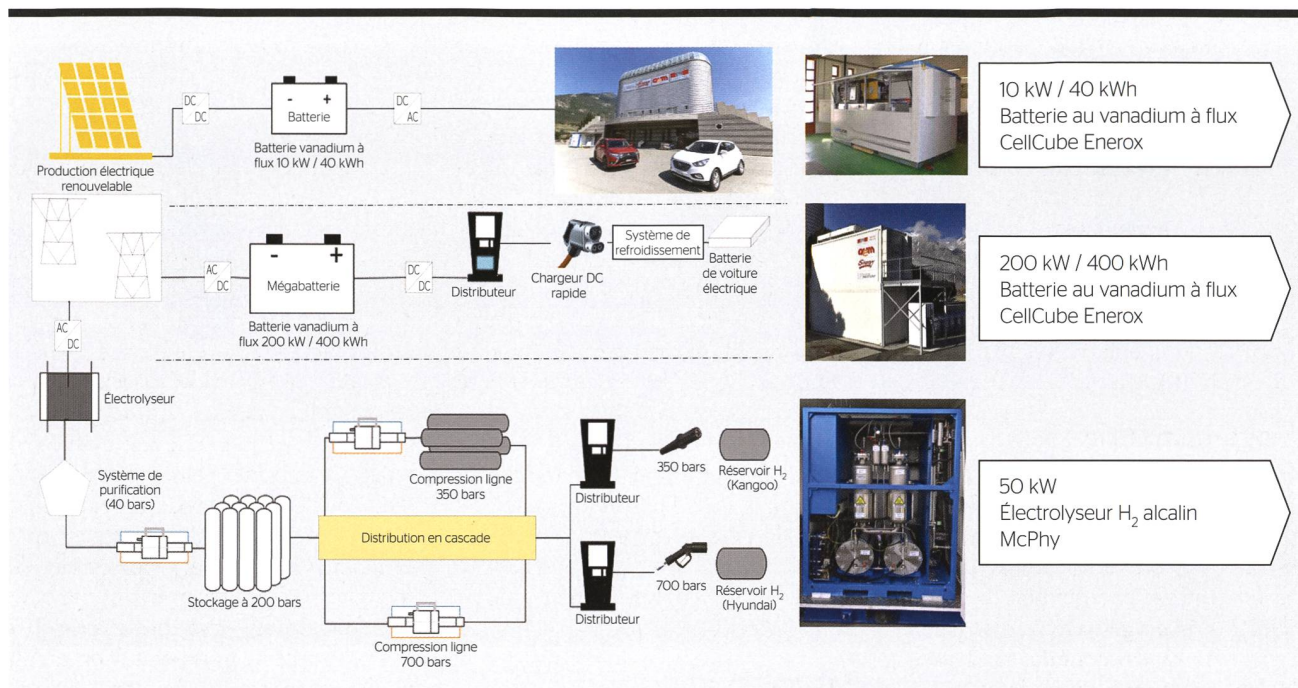 DC
DC
- +
Batterie
Batterie vanadium à
flux 10 kW / 40 kWh
DC
AC
Production électrique
renouvelable
10 kW / 40 kWh
Batterie au vanadium à flux
CellCube Enerox
AC
DC
- +
Mégabatterie
Batterie vanadium à
flux 200 kW / 400 kWh
DC
DC
Distributeur
Chargeur DC
rapide
Système de
refroidissement
Batterie
de voiture
électrique
200 kW / 400 kWh
Batterie au vanadium à flux
CellCube Enerox
AC
DC
Électrolyseur
Système de
purification
(40 bars)
Stockage à 200 bars
Compression ligne
350 bars
Distribution en cascade
Compression ligne
700 bars
Distributeur
350 bars
Réservoir H₂
(Kangoo)
Distributeur
700 bars
Réservoir H₂
(Hyundai)
50 kW
Électrolyseur H₂ alcalin
McPhy